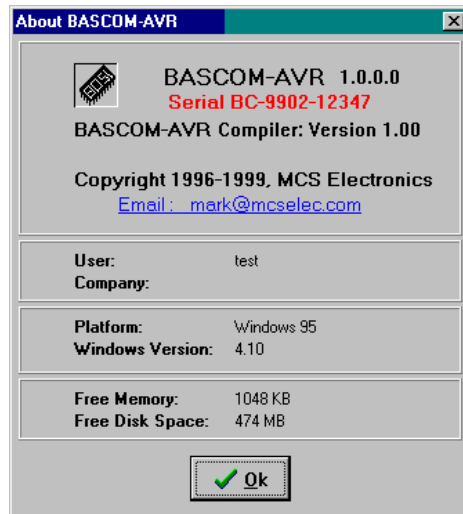 About BASCOM-AVR
BASCOM-AVR 1.0.0.0
Serial BC-9902-12347
BASCOM-AVR Compiler: Version 1.00
Copyright 1996-1999, MCS Electronics
Email : mark@mcselec.com
User: test
Company:
Platform: Windows 95
Windows Version: 4.10
Free Memory: 1048 KB
Free Disk Space: 474 MB
Ok